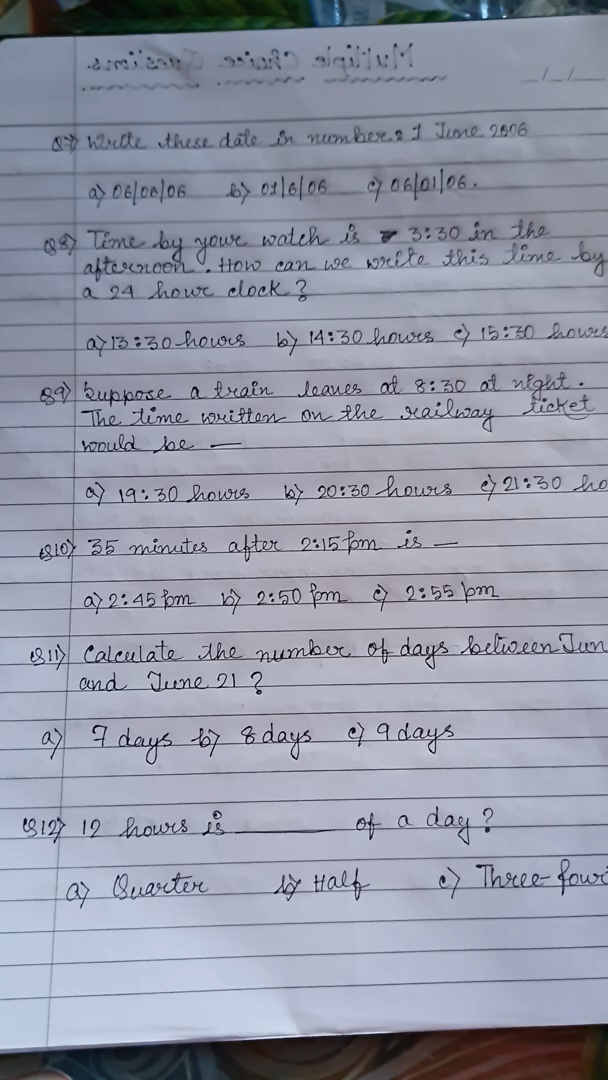 Multiple Choice Questions.
_/_/_
Q7) Write these date in number 21 June 2006
a) 06/06/06 b) 01/6/06 c) 06/01/06.
Q8) Time by your watch is 3:30 in the
afternoon. How can we write this time by
a 24 hour clock?
a) 13:30 hours b) 14:30 hours c) 15:30 hours
Q9) Suppose a train leaves at 8:30 at night.
The time written on the railway ticket
would be —
a) 19:30 hours b) 20:30 hours c) 21:30 ho
Q10) 35 minutes after 2:15 pm is —
a) 2:45 pm b) 2:50 pm c) 2:55 pm
Q11) Calculate the number of days between Jun
and June 21?
a) 7 days b) 8 days c) 9 days
Q12) 12 hours is ______ of a day?
a) Quarter b) Half c) Three-four